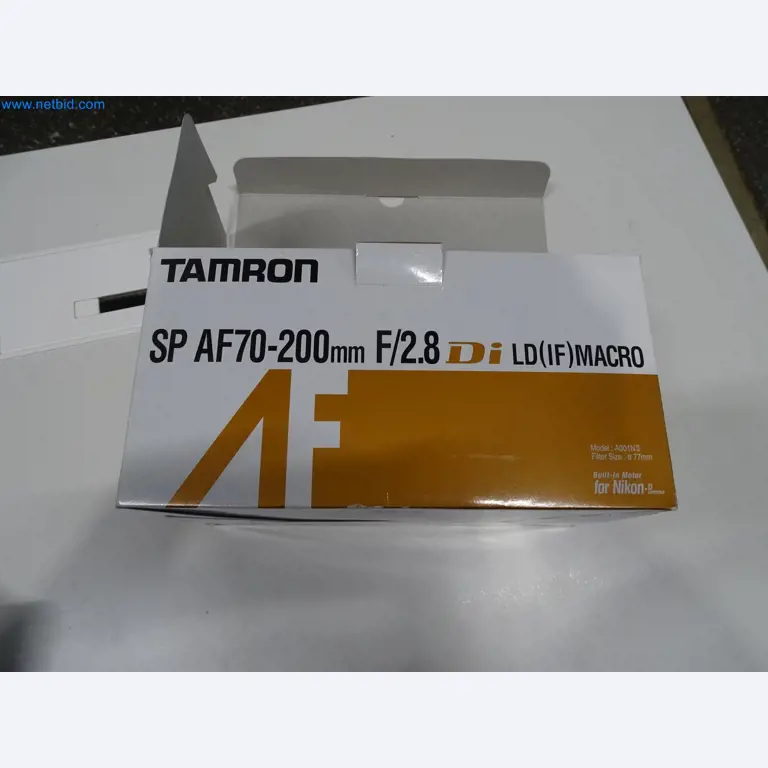 www.netbid.com
TAMRON
SP AF70-200mm F/2.8 Di LD(IF)MACRO
AF
Model : A001NⅡ
Filter Size : ø 77mm
Built-in Motor
for Nikon-D